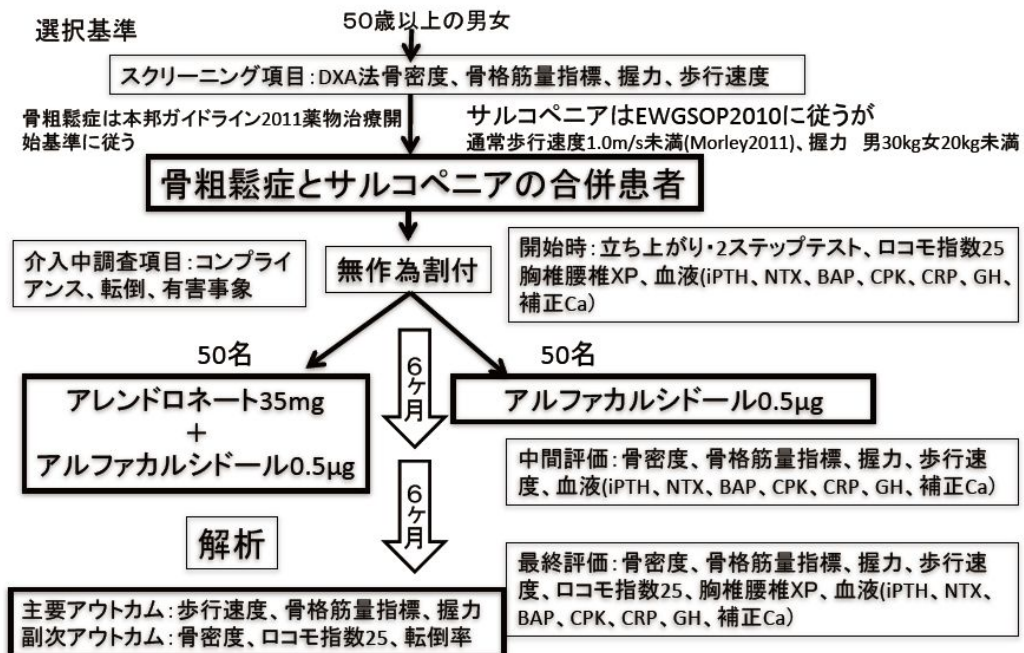 選択基準
50歳以上の男女
スクリーニング項目：DXA法骨密度、骨格筋量指標、握力、歩行速度
骨粗鬆症は本邦ガイドライン2011薬物治療開
始基準に従う
サルコペニアはEWGSOP2010に従うが
通常歩行速度1.0m/s未満(Morley2011)、握力　男30kg女20kg未満
骨粗鬆症とサルコペニアの合併患者
介入中調査項目：コンプライ
アンス、転倒、有害事象
無作為割付
開始時：立ち上がり・2ステップテスト、ロコモ指数25
胸椎腰椎XP、血液(iPTH、NTX、BAP、CPK、CRP、GH、
補正Ca)
50名
50名
アレンドロネート35mg
+
アルファカルシドール0.5μg
6ヶ月
アルファカルシドール0.5μg
中間評価：骨密度、骨格筋量指標、握力、歩行速
度、血液(iPTH、NTX、BAP、CPK、CRP、GH、補正Ca)
6ヶ月
解析
最終評価：骨密度、骨格筋量指標、握力、歩行速
度、ロコモ指数25、胸椎腰椎XP、血液(iPTH、NTX、
BAP、CPK、CRP、GH、補正Ca)
主要アウトカム：歩行速度、骨格筋量指標、握力
副次アウトカム：骨密度、ロコモ指数25、転倒率